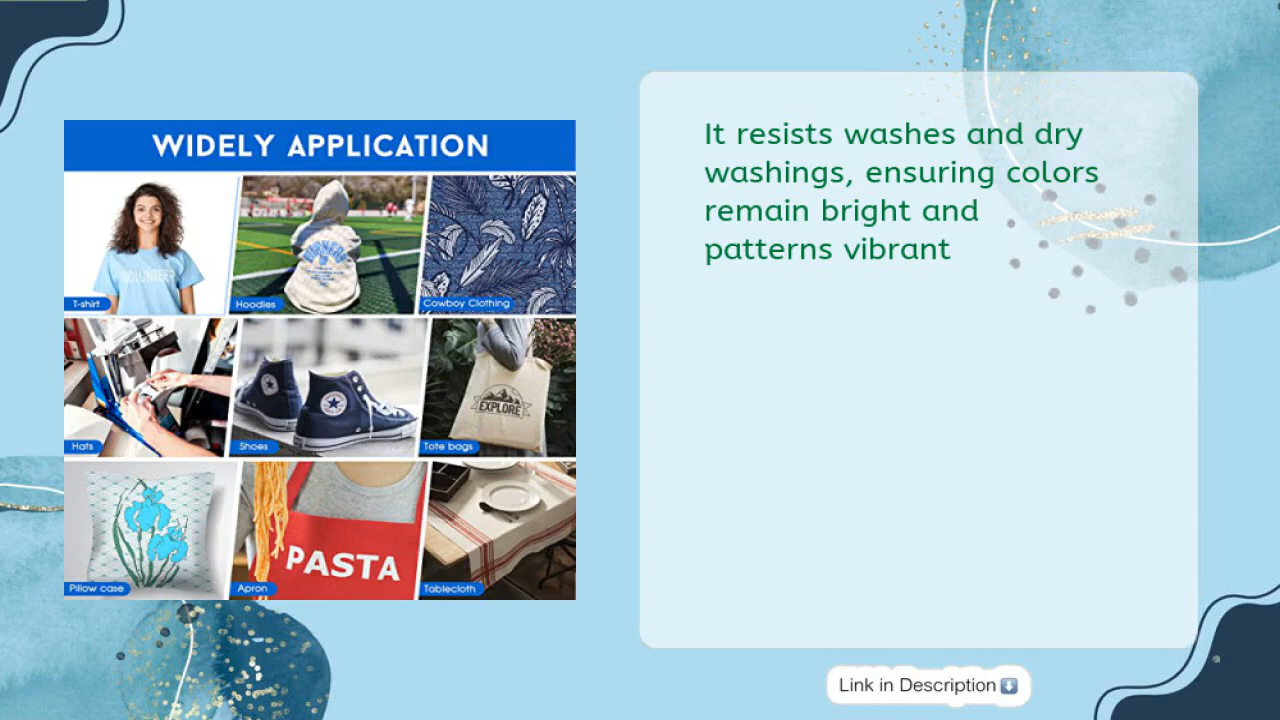 WIDELY APPLICATION
VOLUNTEER
T-shirt
Hoodies
Cowboy Clothing
EXPLORE
Hats
Shoes
Tote bags
PASTA
Pillow case
Apron
Tablecloth
It resists washes and dry
washings, ensuring colors
remain bright and
patterns vibrant
Link in Description